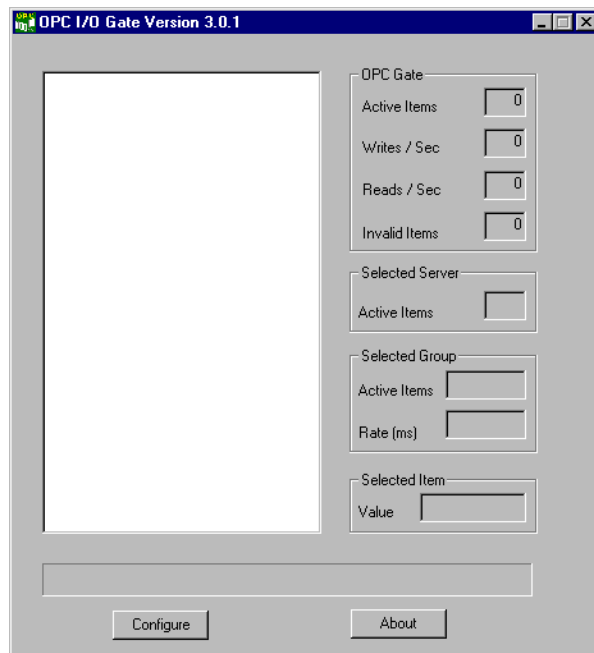 OPC I/O Gate Version 3.0.1
OPC Gate
Active Items 0
Writes / Sec 0
Reads / Sec 0
Invalid Items 0
Selected Server
Active Items
Selected Group
Active Items
Rate (ms)
Selected Item
Value
Configure
About